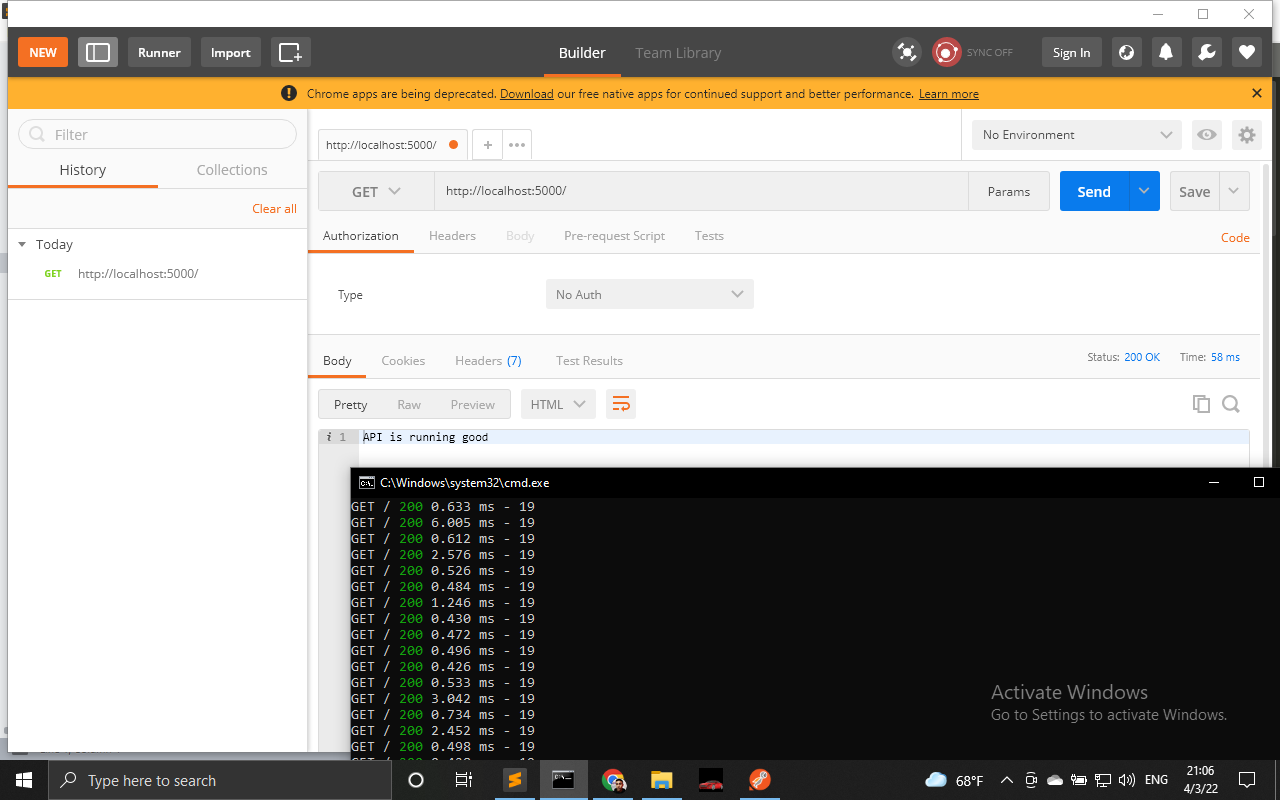 NEW Runner Import Builder Team Library SYNC OFF Sign In
Chrome apps are being deprecated. Download our free native apps for continued support and better performance. Learn more
Filter
History Collections
Clear all
Today
GET http://localhost:5000/
http://localhost:5000/ No Environment
GET http://localhost:5000/ Params Send Save
Authorization Headers Body Pre-request Script Tests Code
Type No Auth
Body Cookies Headers (7) Test Results Status: 200 OK Time: 58 ms
Pretty Raw Preview HTML
i 1 API is running good
C:\Windows\system32\cmd.exe
GET / 200 0.633 ms - 19
GET / 200 6.005 ms - 19
GET / 200 0.612 ms - 19
GET / 200 2.576 ms - 19
GET / 200 0.526 ms - 19
GET / 200 0.484 ms - 19
GET / 200 1.246 ms - 19
GET / 200 0.430 ms - 19
GET / 200 0.472 ms - 19
GET / 200 0.496 ms - 19
GET / 200 0.426 ms - 19
GET / 200 0.533 ms - 19
GET / 200 3.042 ms - 19
GET / 200 0.734 ms - 19
GET / 200 2.452 ms - 19
GET / 200 0.498 ms - 19
Activate Windows
Go to Settings to activate Windows.
Type here to search 68°F ENG 21:06
4/3/22